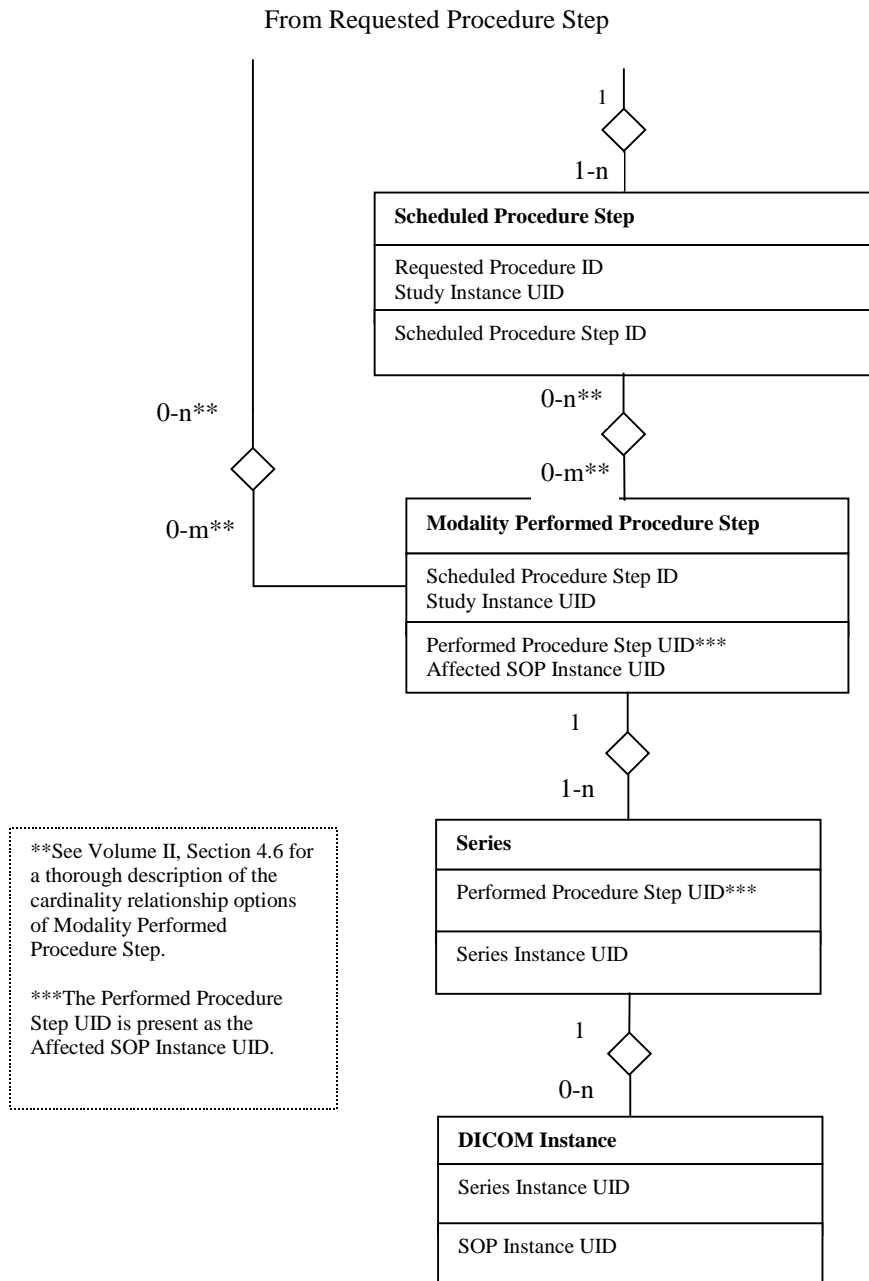 From Requested Procedure Step
1
1-n
Scheduled Procedure Step
Requested Procedure ID
Study Instance UID
Scheduled Procedure Step ID
0-n**
0-n**
0-m**
0-m**
Modality Performed Procedure Step
Scheduled Procedure Step ID
Study Instance UID
Performed Procedure Step UID***
Affected SOP Instance UID
1
1-n
**See Volume II, Section 4.6 for
a thorough description of the
cardinality relationship options
of Modality Performed
Procedure Step.
***The Performed Procedure
Step UID is present as the
Affected SOP Instance UID.
Series
Performed Procedure Step UID***
Series Instance UID
1
0-n
DICOM Instance
Series Instance UID
SOP Instance UID